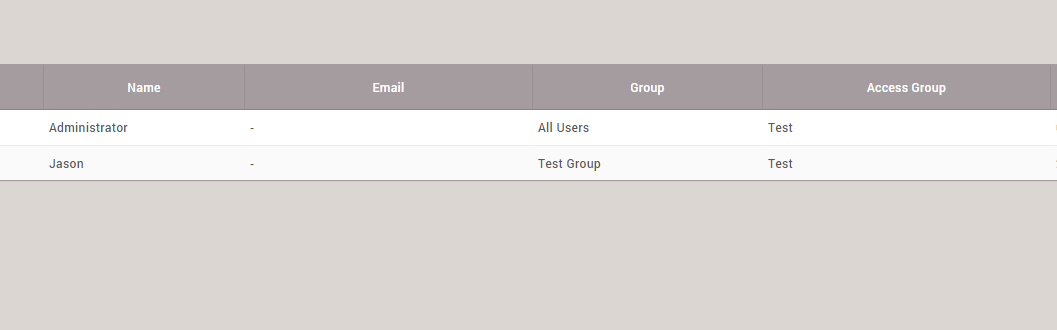 Name Email Group Access Group
Administrator - All Users Test
Jason - Test Group Test